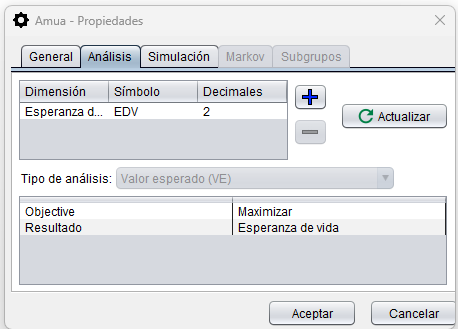 Amua - Propiedades
General Análisis Simulación Markov Subgrupos
Dimensión Símbolo Decimales
Esperanza d... EDV 2
Actualizar
Tipo de análisis: Valor esperado (VE)
Objective Maximizar
Resultado Esperanza de vida
Aceptar Cancelar